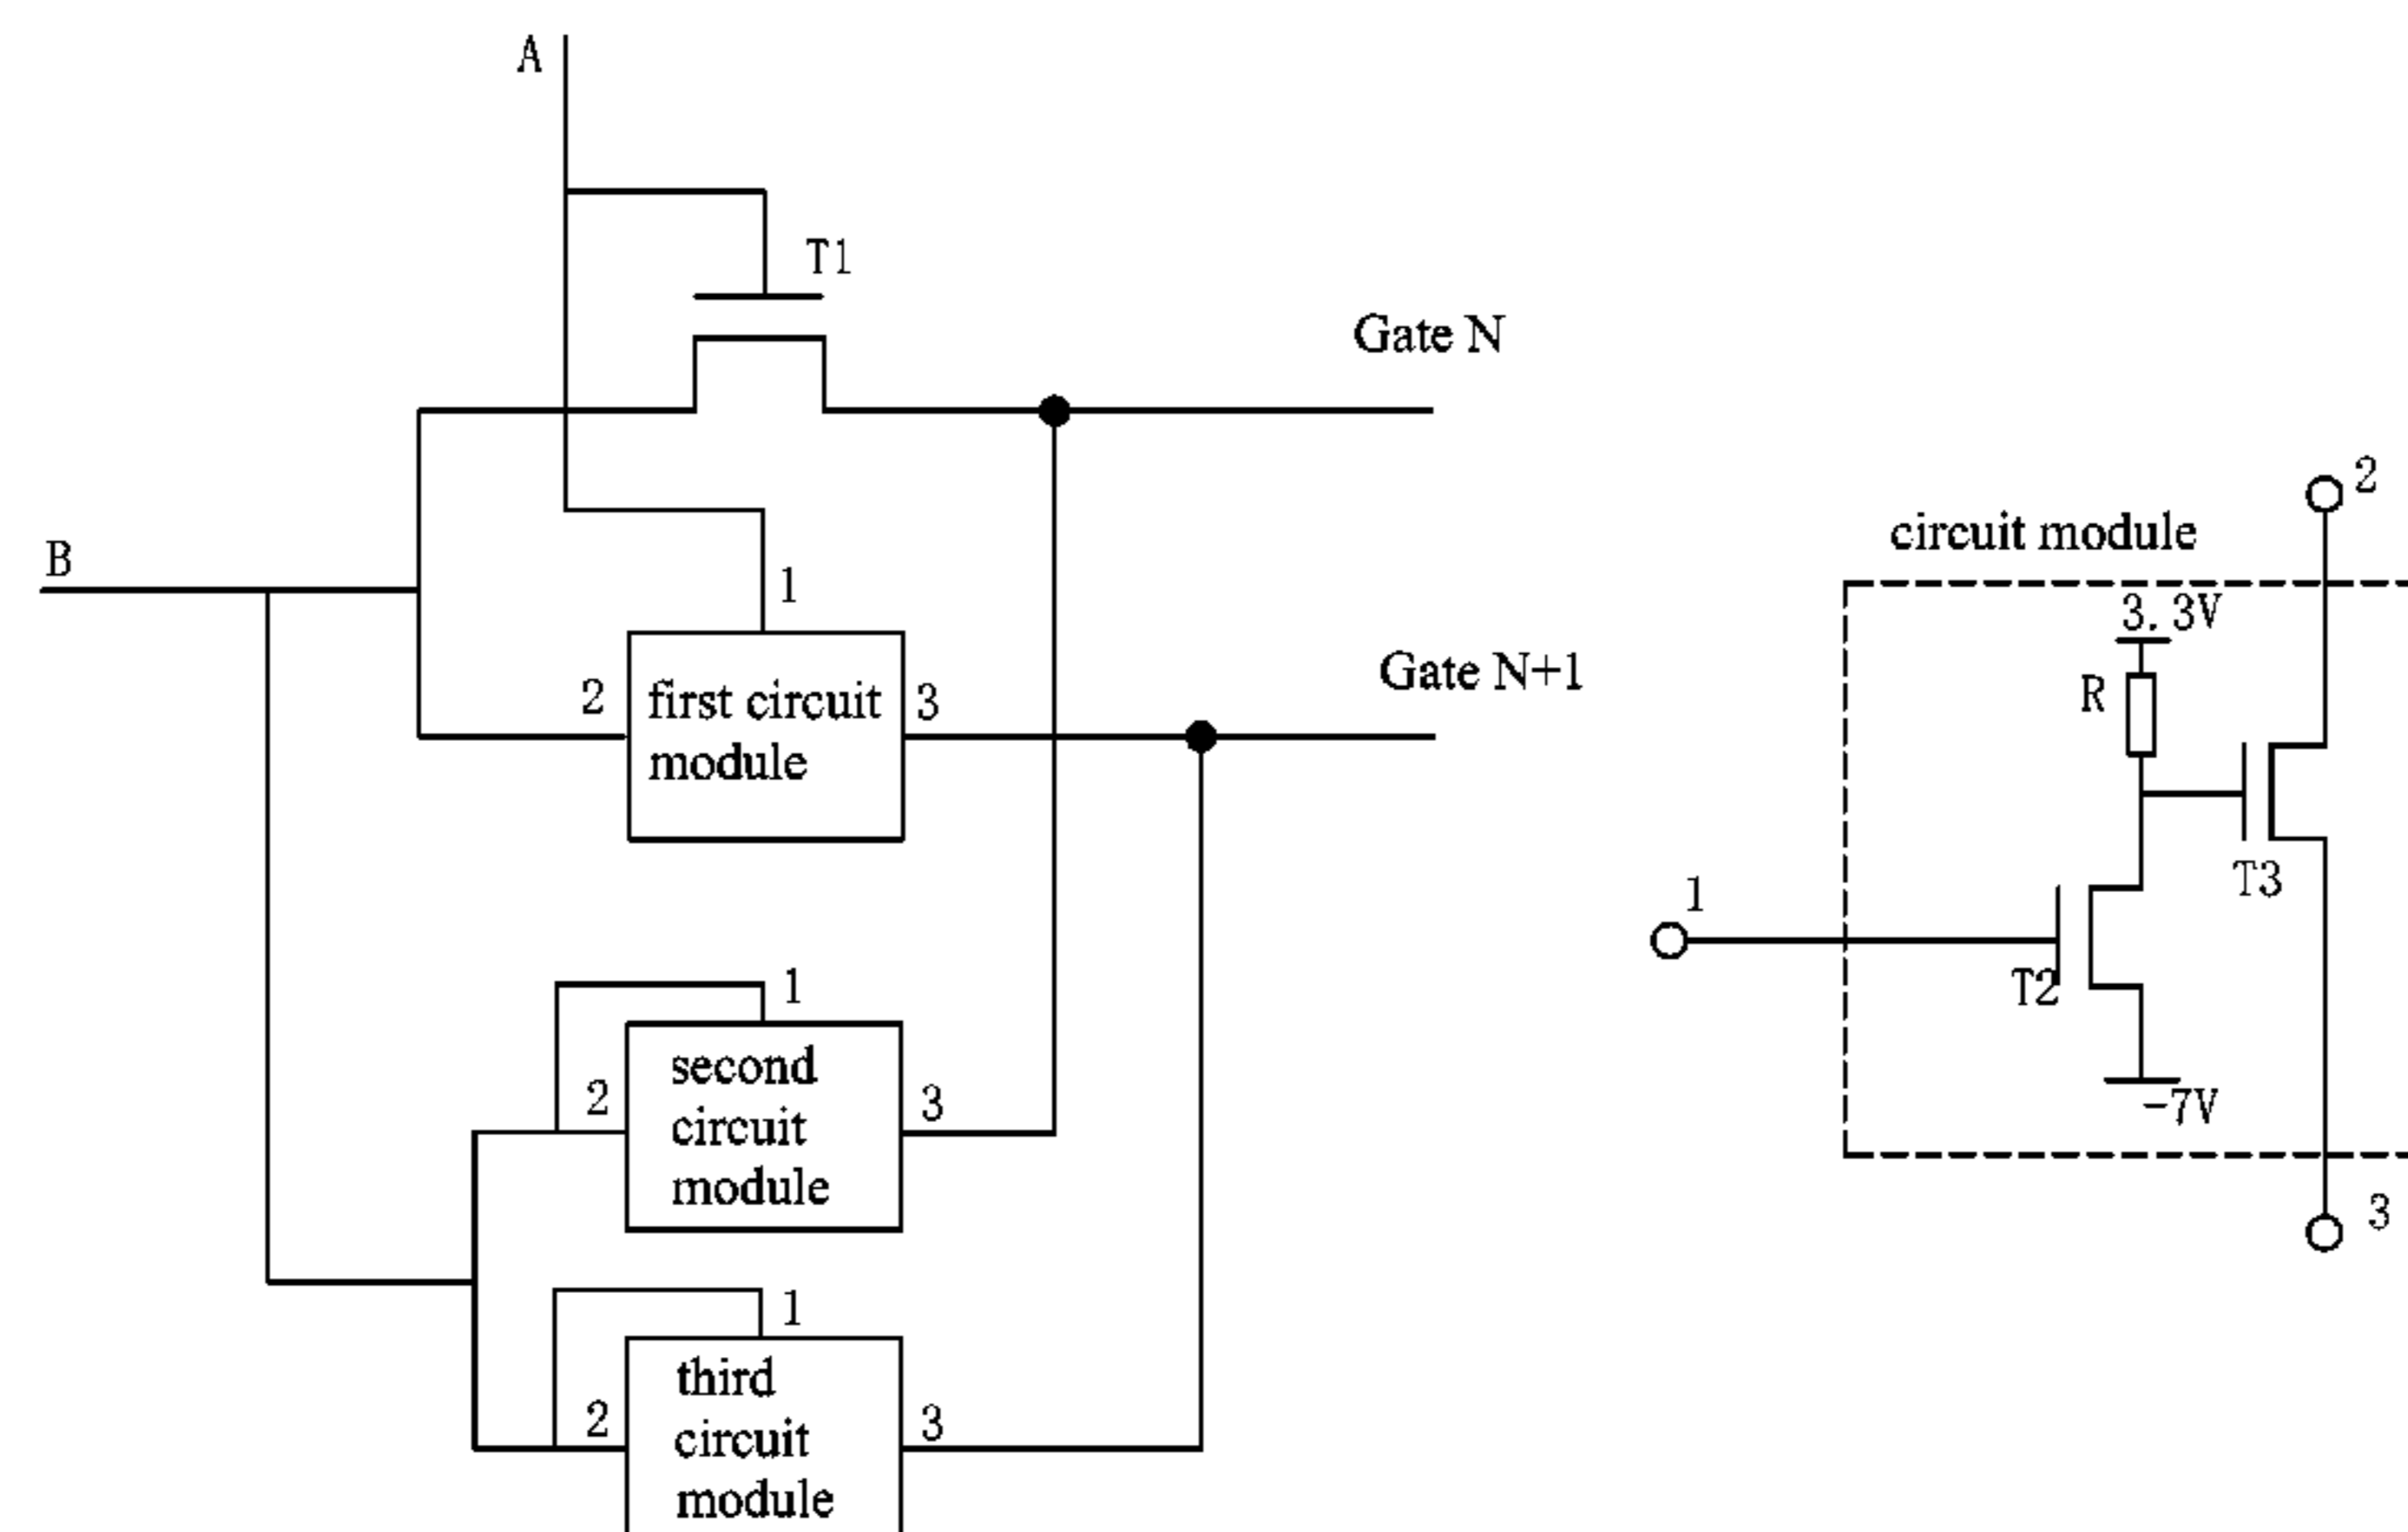 A
T1
Gate N
B
1
2
first circuit
module
3
Gate N+1
1
2
second
circuit
module
3
1
2
third
circuit
module
3
circuit module
2
3. 3V
R
T3
1
T2
-7V
3